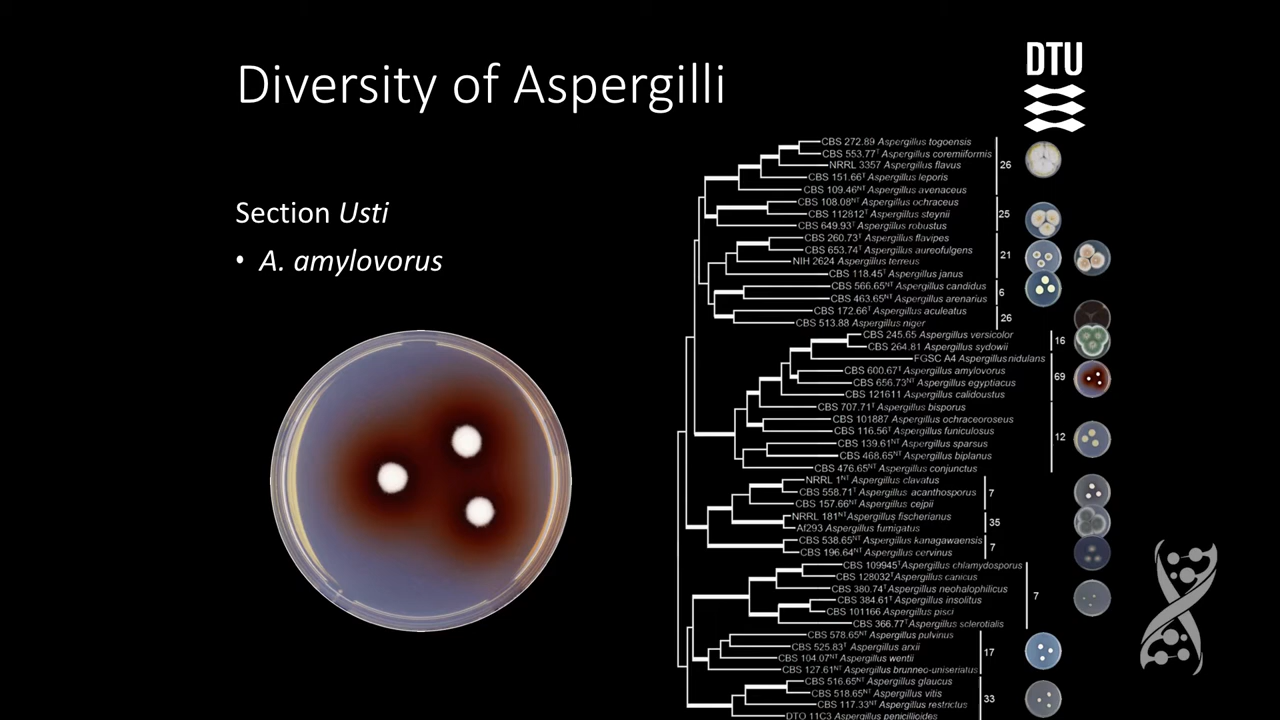 Diversity of Aspergilli
DTU
Section Usti
• A. amylovorus
CBS 272.89 Aspergillus togoensis
CBS 553.77ᵀ Aspergillus coremiiformis
NRRL 3357 Aspergillus flavus
CBS 151.66ᵀ Aspergillus leporis
CBS 109.46ᴺᵀ Aspergillus avenaceus
26
CBS 108.08ᴺᵀ Aspergillus ochraceus
CBS 112812ᵀ Aspergillus steynii
CBS 649.93ᵀ Aspergillus robustus
25
CBS 260.73ᵀ Aspergillus flavipes
CBS 653.74ᵀ Aspergillus aureofulgens
NIH 2624 Aspergillus terreus
CBS 118.45ᵀ Aspergillus janus
21
CBS 566.65ᴺᵀ Aspergillus candidus
CBS 463.65ᴺᵀ Aspergillus arenarius
6
CBS 172.66ᵀ Aspergillus aculeatus
CBS 513.88 Aspergillus niger
26
CBS 245.65 Aspergillus versicolor
CBS 264.81 Aspergillus sydowii
16
FGSC A4 Aspergillus nidulans
CBS 600.67ᵀ Aspergillus amylovorus
CBS 656.73ᴺᵀ Aspergillus egyptiacus
CBS 121611 Aspergillus calidoustus
69
CBS 707.71ᵀ Aspergillus bisporus
CBS 101887 Aspergillus ochraceoroseus
CBS 116.56ᵀ Aspergillus funiculosus
CBS 139.61ᴺᵀ Aspergillus sparsus
CBS 468.65ᴺᵀ Aspergillus biplanus
CBS 476.65ᴺᵀ Aspergillus conjunctus
12
NRRL 1ᴺᵀ Aspergillus clavatus
CBS 558.71ᵀ Aspergillus acanthosporus
CBS 157.66ᵀ Aspergillus cejpii
7
NRRL 181ᴺᵀ Aspergillus fischerianus
Af293 Aspergillus fumigatus
35
CBS 538.65ᴺᵀ Aspergillus kanagawaensis
CBS 196.64ᴺᵀ Aspergillus cervinus
7
CBS 109945ᵀ Aspergillus chlamydosporus
CBS 128032ᵀ Aspergillus canicus
CBS 380.74ᵀ Aspergillus neohalophilicus
CBS 384.61ᵀ Aspergillus insolitus
CBS 101166 Aspergillus pisci
CBS 366.77ᵀ Aspergillus sclerotialis
7
CBS 578.65ᴺᵀ Aspergillus pulvinus
CBS 525.83ᵀ Aspergillus arxii
CBS 104.07ᴺᵀ Aspergillus wentii
CBS 127.61ᴺᵀ Aspergillus brunneo-uniseriatus
17
CBS 516.65ᴺᵀ Aspergillus glaucus
CBS 518.65ᴺᵀ Aspergillus vitis
CBS 117.33ᴺᵀ Aspergillus restrictus
DTO 11C3 Aspergillus penicillioides
33